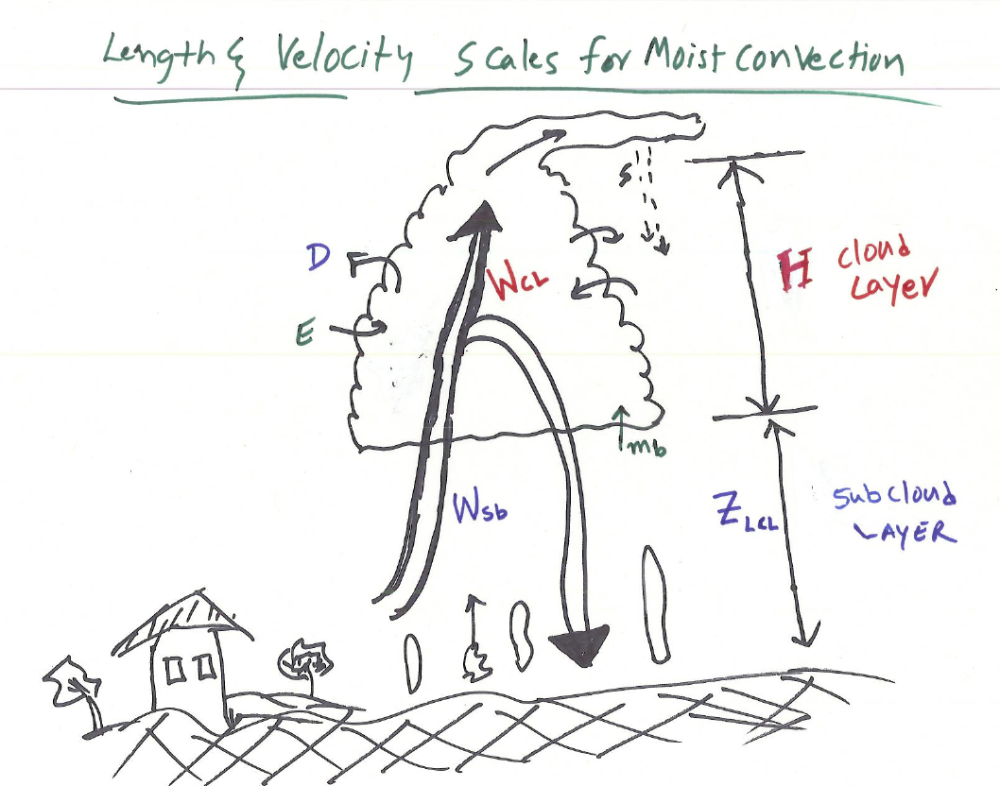 Length & Velocity Scales for Moist Convection
S
D
WCL
H cloud Layer
E
mb
Wsb
ZLCL subcloud LAYER